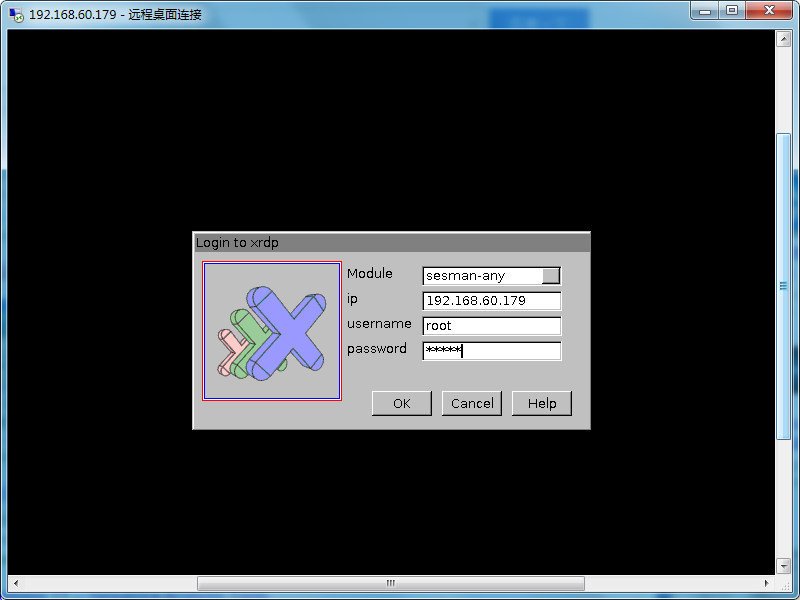 192.168.60.179 - 远程桌面连接
Login to xrdp
Module sesman-any
ip 192.168.60.179
username root
password *****
OK Cancel Help